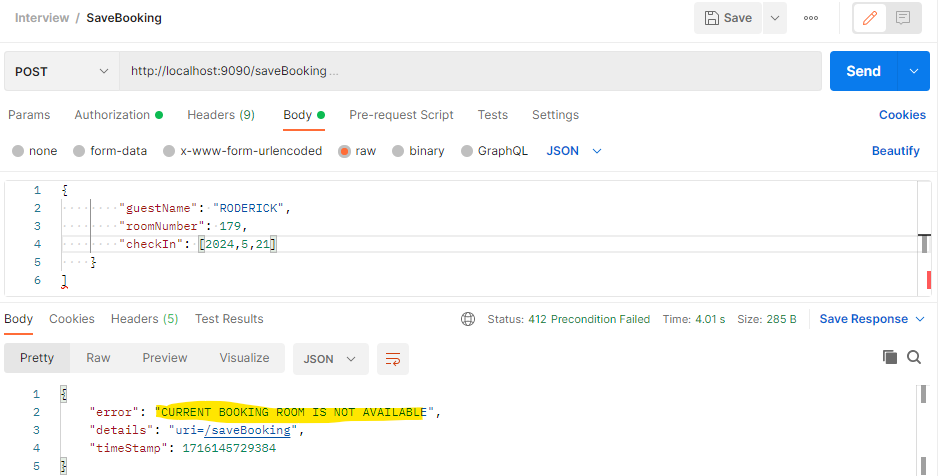 Interview / SaveBooking
Save
POST http://localhost:9090/saveBooking... Send
Params Authorization Headers (9) Body Pre-request Script Tests Settings Cookies
none form-data x-www-form-urlencoded raw binary GraphQL JSON Beautify
1 {
2 "guestName": "RODERICK",
3 "roomNumber": 179,
4 "checkIn": [2024,5,21]
5 }
6 ]
Body Cookies Headers (5) Test Results Status: 412 Precondition Failed Time: 4.01 s Size: 285 B Save Response
Pretty Raw Preview Visualize JSON
1 {
2 "error": "CURRENT BOOKING ROOM IS NOT AVAILABLE",
3 "details": "uri=/saveBooking",
4 "timeStamp": 1716145729384
5 }